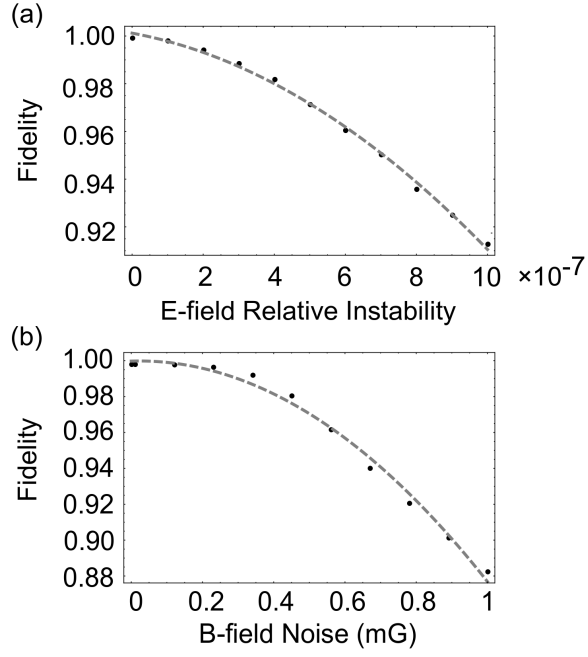 (a)
1.00
0.98
0.96
0.94
0.92
Fidelity
0 2 4 6 8 10 ×10⁻⁷
E-field Relative Instability
(b)
1.00
0.98
0.96
0.94
0.92
0.90
0.88
Fidelity
0 0.2 0.4 0.6 0.8 1
B-field Noise (mG)